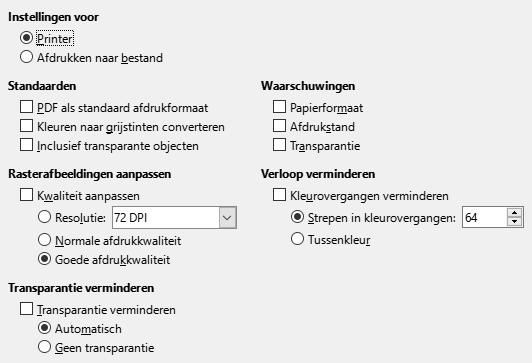 Instellingen voor
Printer
Afdrukken naar bestand
Standaarden
PDF als standaard afdrukformaat
Kleuren naar grijstinten converteren
Inclusief transparante objecten
Waarschuwingen
Papierformaat
Afdrukstand
Transparantie
Rasterafbeeldingen aanpassen
Kwaliteit aanpassen
Resolutie: 72 DPI
Normale afdrukkwaliteit
Goede afdrukkwaliteit
Verloop verminderen
Kleurovergangen verminderen
Strepen in kleurovergangen: 64
Tussenkleur
Transparantie verminderen
Transparantie verminderen
Automatisch
Geen transparantie